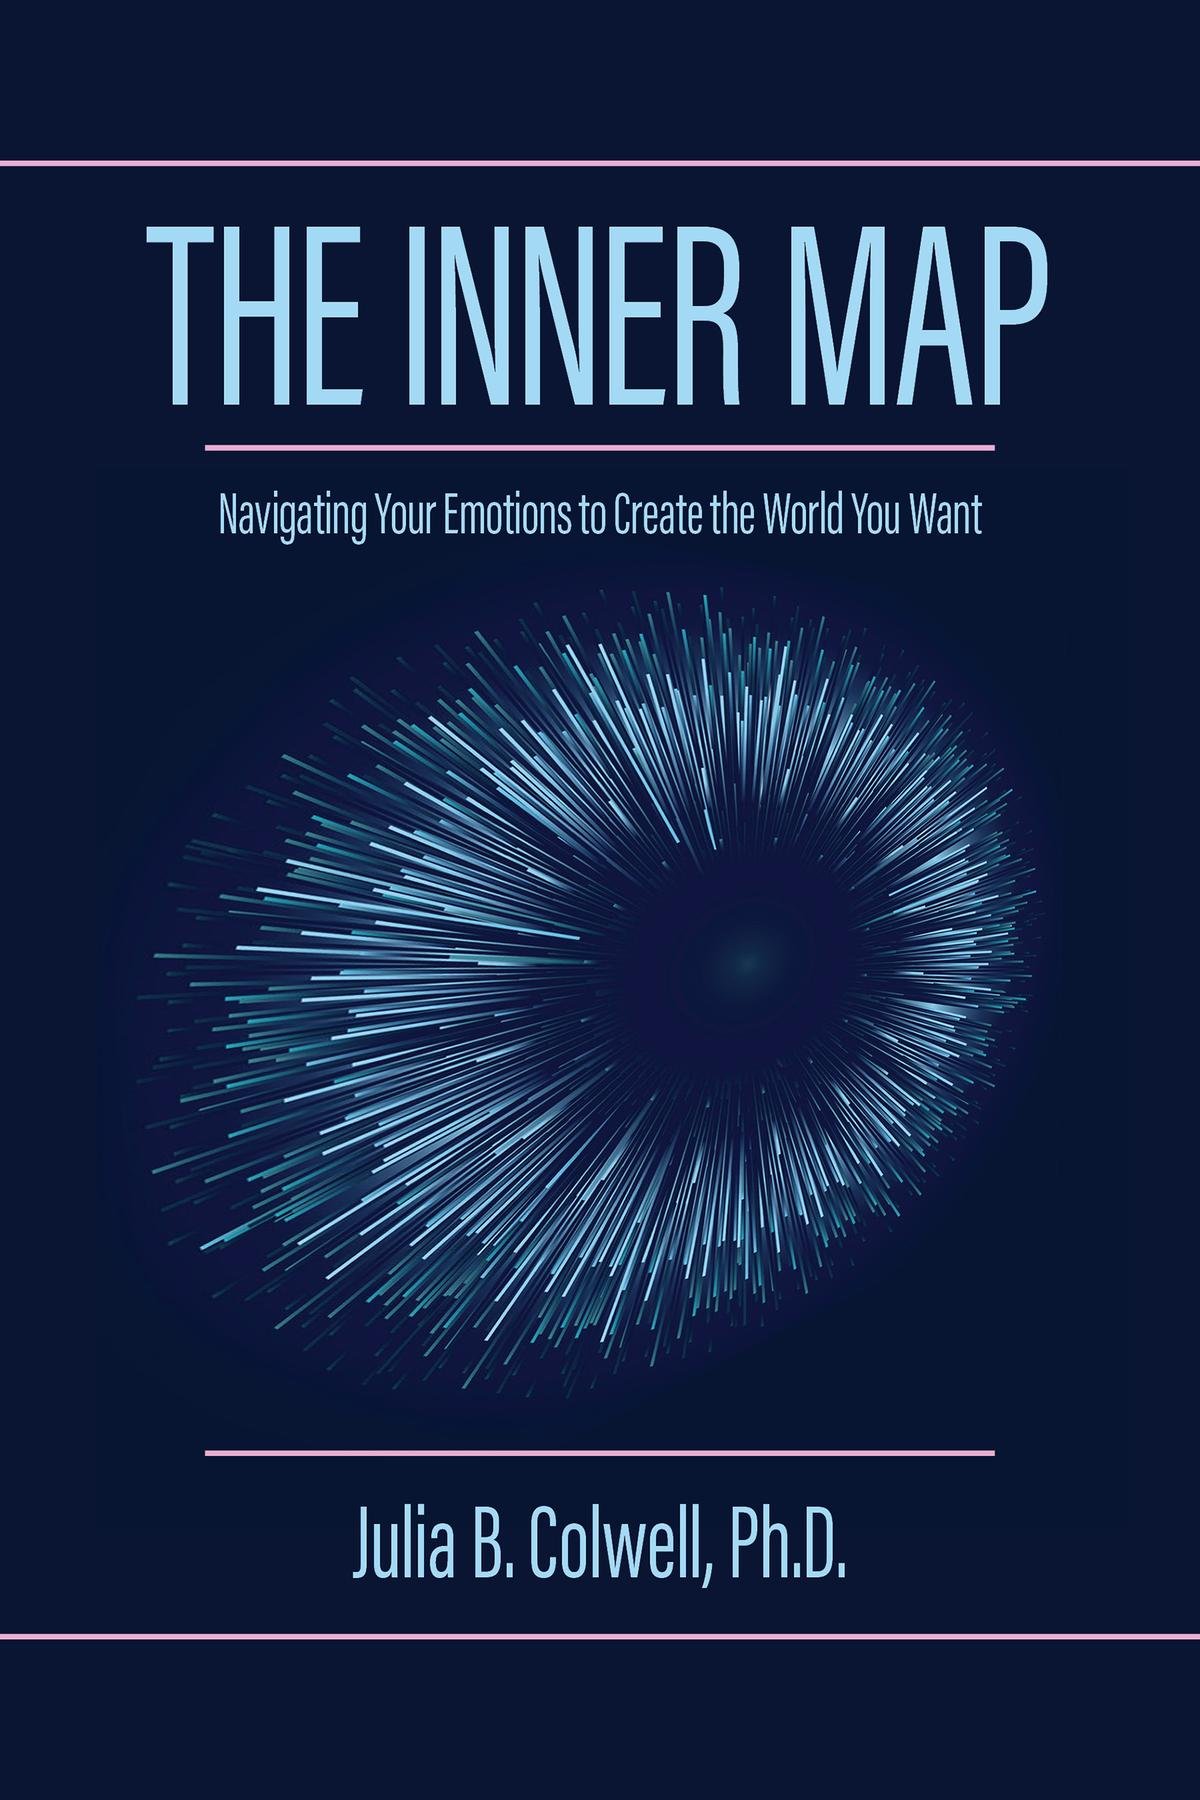 THE INNER MAP
Navigating Your Emotions to Create the World You Want
Julia B. Colwell, Ph.D.